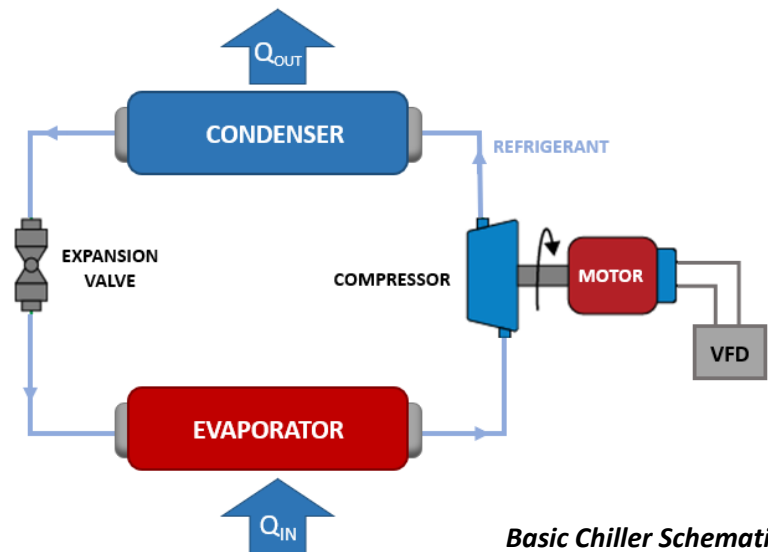 QOUT
CONDENSER
REFRIGERANT
EXPANSION
VALVE
COMPRESSOR
MOTOR
VFD
EVAPORATOR
QIN
Basic Chiller Schemati